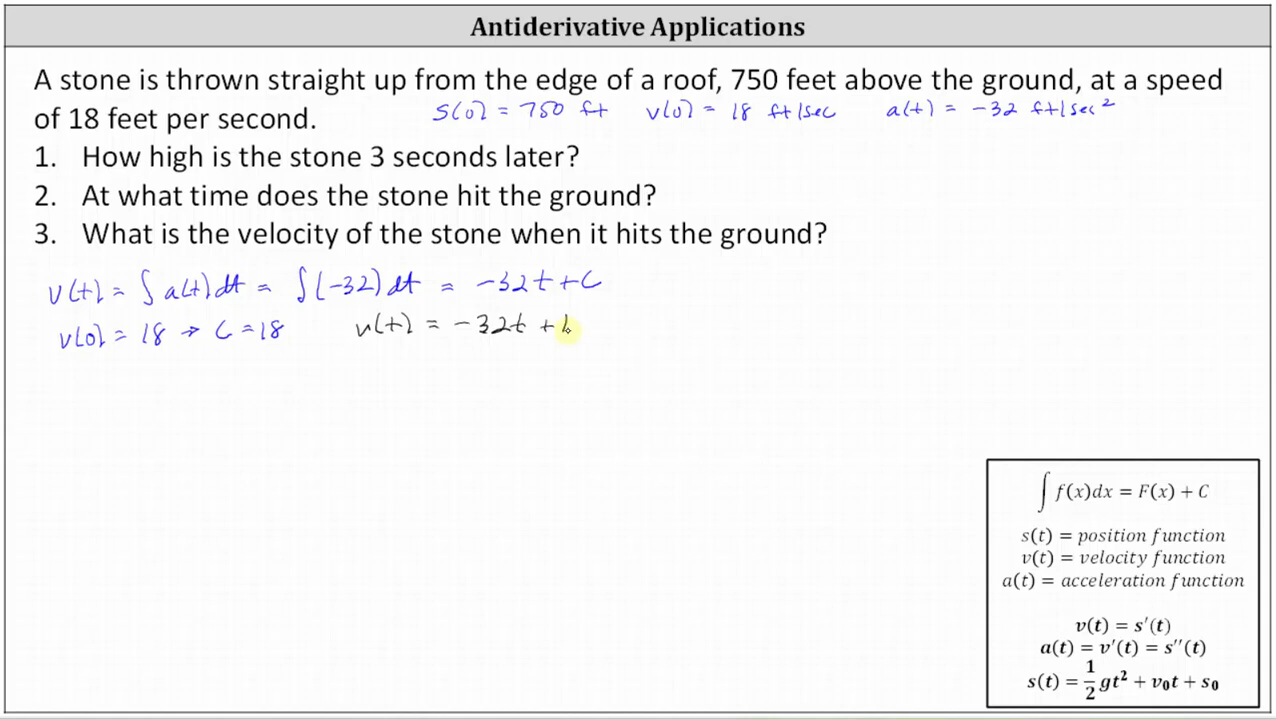 Antiderivative Applications
A stone is thrown straight up from the edge of a roof, 750 feet above the ground, at a speed
of 18 feet per second. s(0) = 750 ft v(0) = 18 ft/sec a(t) = -32 ft/sec²
1. How high is the stone 3 seconds later?
2. At what time does the stone hit the ground?
3. What is the velocity of the stone when it hits the ground?
v(t) = ∫ a(t) dt = ∫ (-32) dt = -32t + C
v(0) = 18 → C = 18 v(t) = -32t +
∫ f(x)dx = F(x) + C
s(t) = position function
v(t) = velocity function
a(t) = acceleration function
v(t) = s′(t)
a(t) = v′(t) = s′′(t)
s(t) = 1/2 gt² + v₀t + s₀